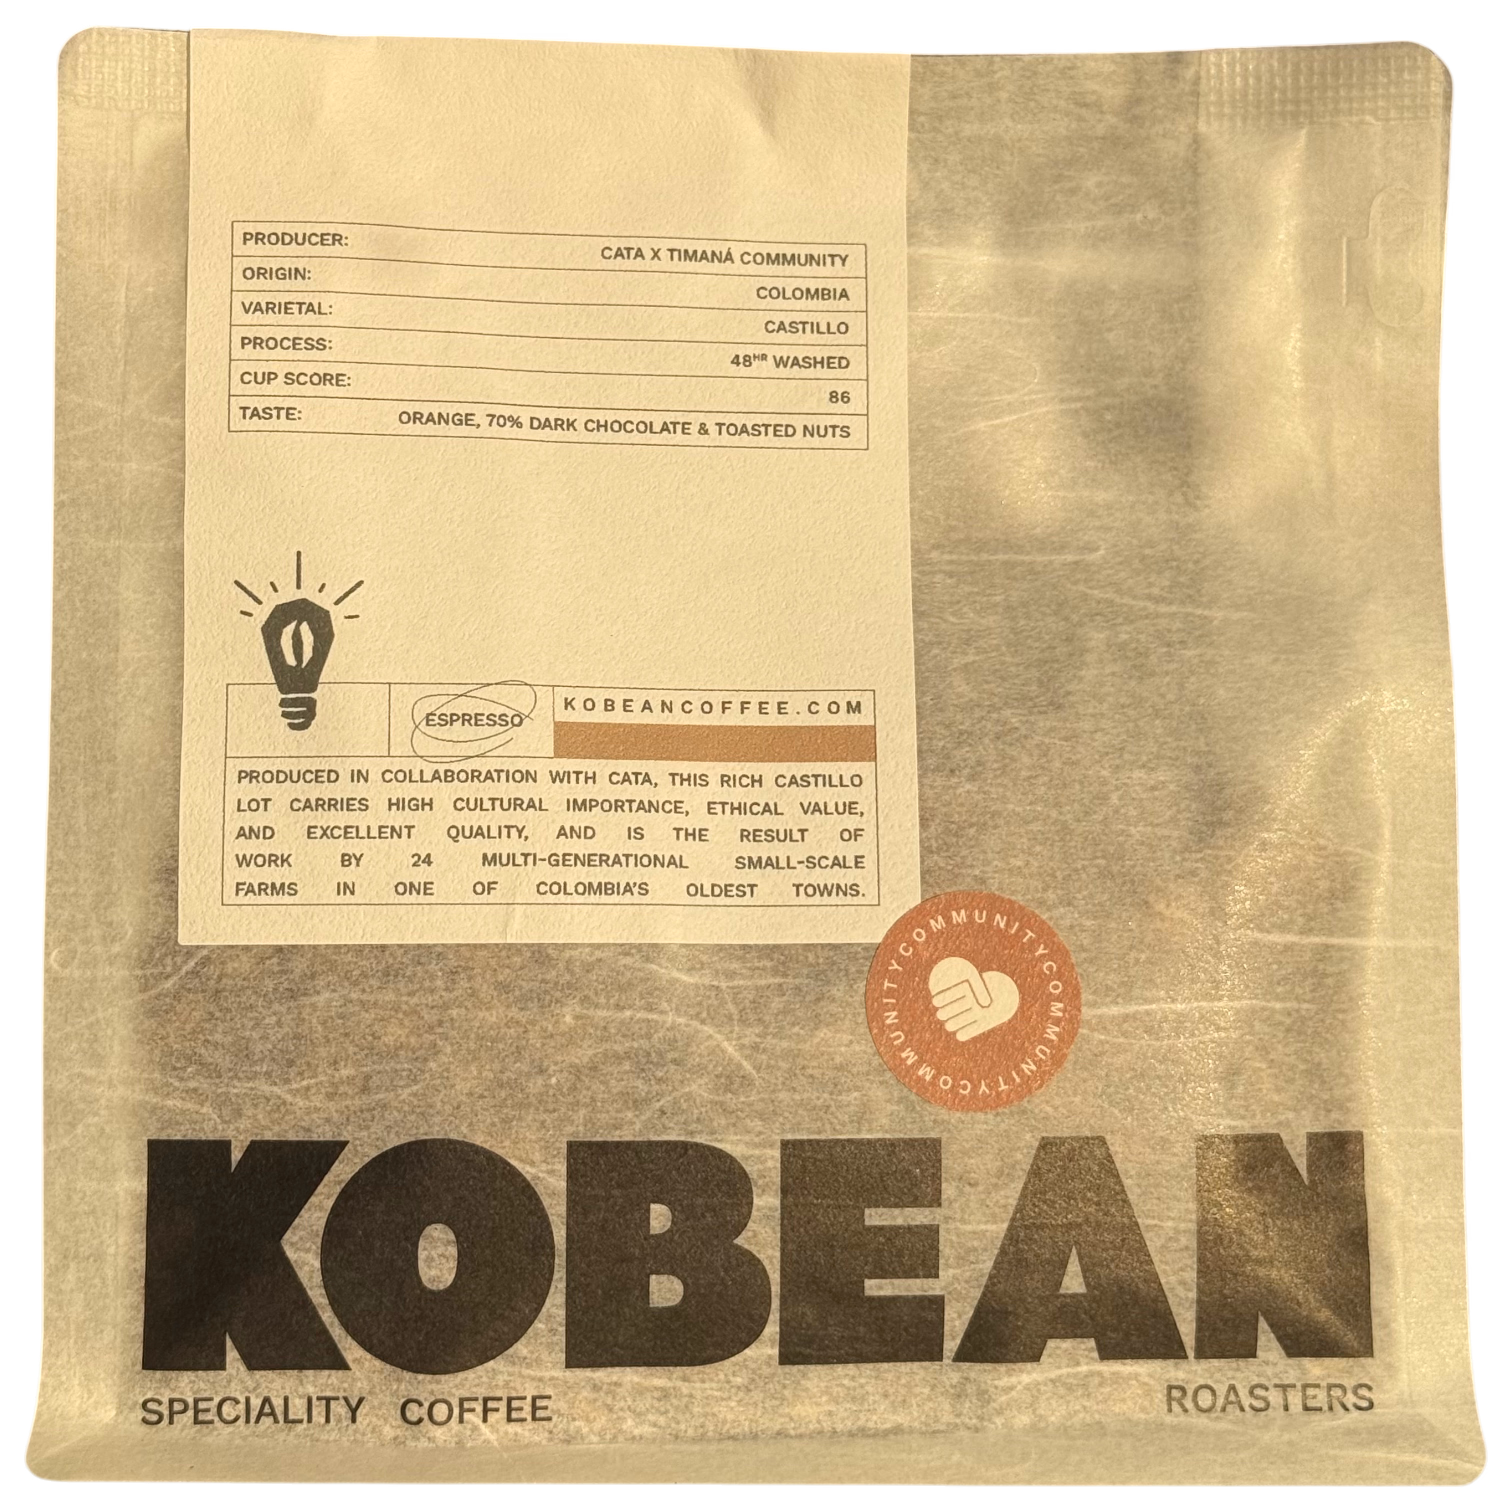 PRODUCER: CATA X TIMANÁ COMMUNITY
ORIGIN: COLOMBIA
VARIETAL: CASTILLO
PROCESS: 48HR WASHED
CUP SCORE: 86
TASTE: ORANGE, 70% DARK CHOCOLATE & TOASTED NUTS
ESPRESSO
KOBEANCOFFEE.COM
PRODUCED IN COLLABORATION WITH CATA, THIS RICH CASTILLO
LOT CARRIES HIGH CULTURAL IMPORTANCE, ETHICAL VALUE,
AND EXCELLENT QUALITY, AND IS THE RESULT OF
WORK BY 24 MULTI-GENERATIONAL SMALL-SCALE
FARMS IN ONE OF COLOMBIA'S OLDEST TOWNS.
COMMUNITYCOMMUNITYCOMMUNITY
KOBEAN
SPECIALITY COFFEE ROASTERS